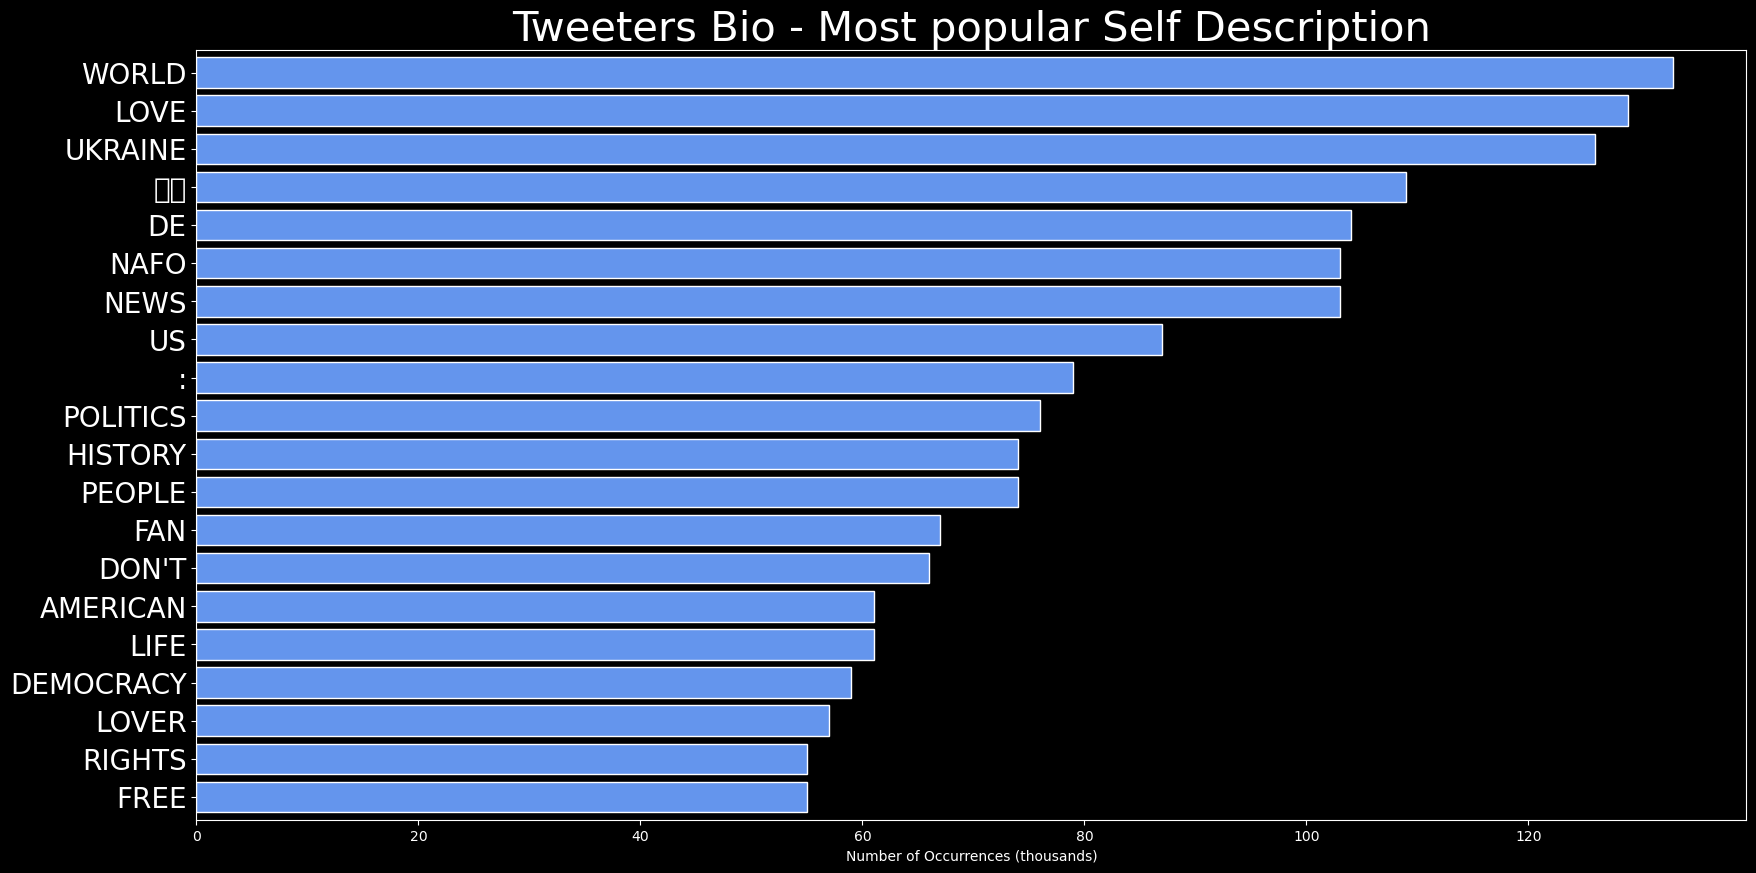 Tweeters Bio - Most popular Self Description
WORLD
LOVE
UKRAINE
DE
NAFO
NEWS
US
:
POLITICS
HISTORY
PEOPLE
FAN
DON'T
AMERICAN
LIFE
DEMOCRACY
LOVER
RIGHTS
FREE
0 20 40 60 80 100 120
Number of Occurrences (thousands)